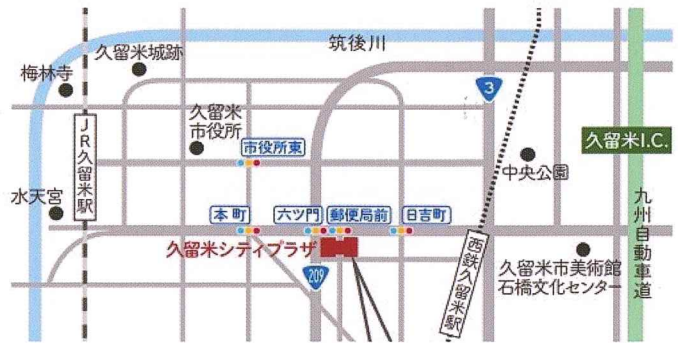 筑後川
久留米城跡
梅林寺
3
久留米
市役所
JR久留米駅
市役所東
久留米I.C.
中央公園
水天宮
本町
六ツ門
郵便局前
日吉町
九州自動車道
久留米シティプラザ
西鉄久留米駅
久留米市美術館
石橋文化センター
209